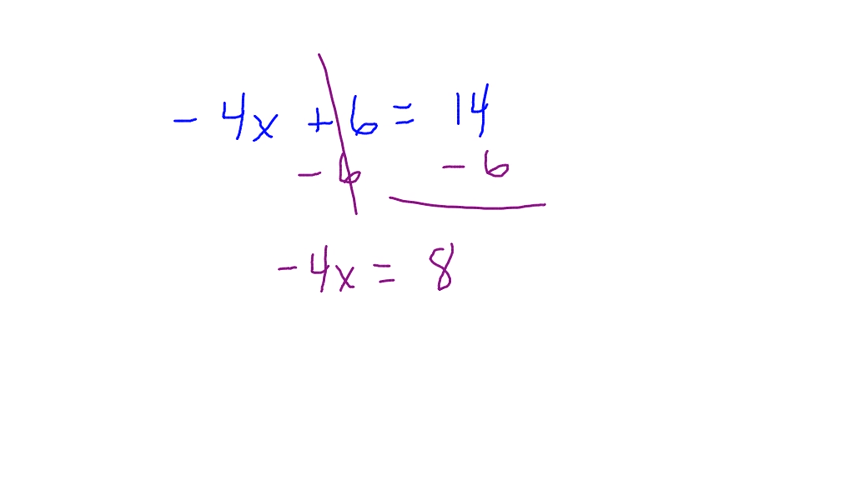 - 4x + 6 = 14
- 6 - 6
-4x = 8